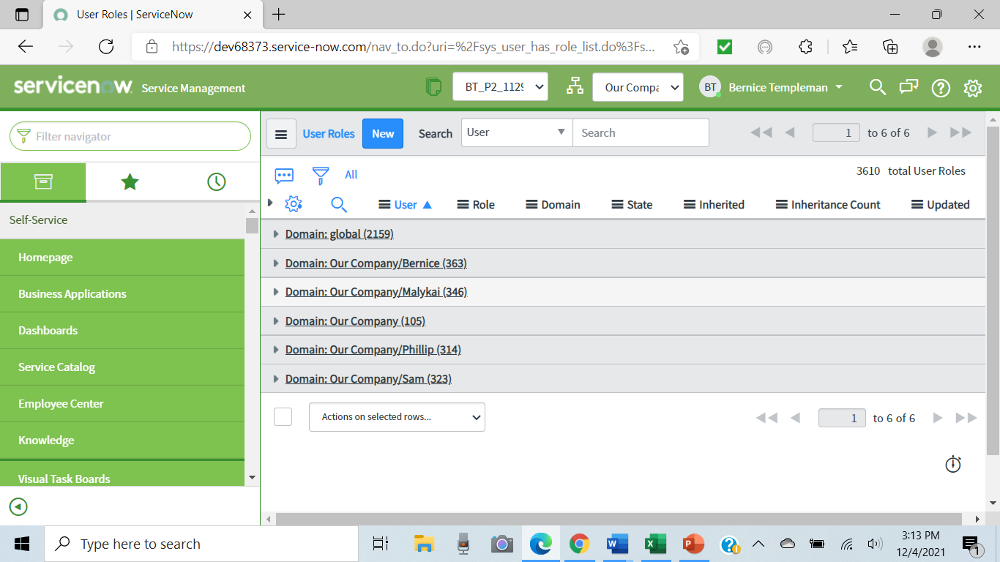 User Roles | ServiceNow
https://dev68373.service-now.com/nav_to.do?uri=%2Fsys_user_has_role_list.do%3Fs...
servicenow Service Management
BT_P2_1129
Our Compa
BT Bernice Templeman
Filter navigator
User Roles New Search User Search 1 to 6 of 6
All 3610 total User Roles
User Role Domain State Inherited Inheritance Count Updated
Self-Service
Homepage
Business Applications
Dashboards
Service Catalog
Employee Center
Knowledge
Visual Task Boards
Domain: global (2159)
Domain: Our Company/Bernice (363)
Domain: Our Company/Malykai (346)
Domain: Our Company (105)
Domain: Our Company/Phillip (314)
Domain: Our Company/Sam (323)
Actions on selected rows... 1 to 6 of 6
Type here to search
3:13 PM
12/4/2021
1